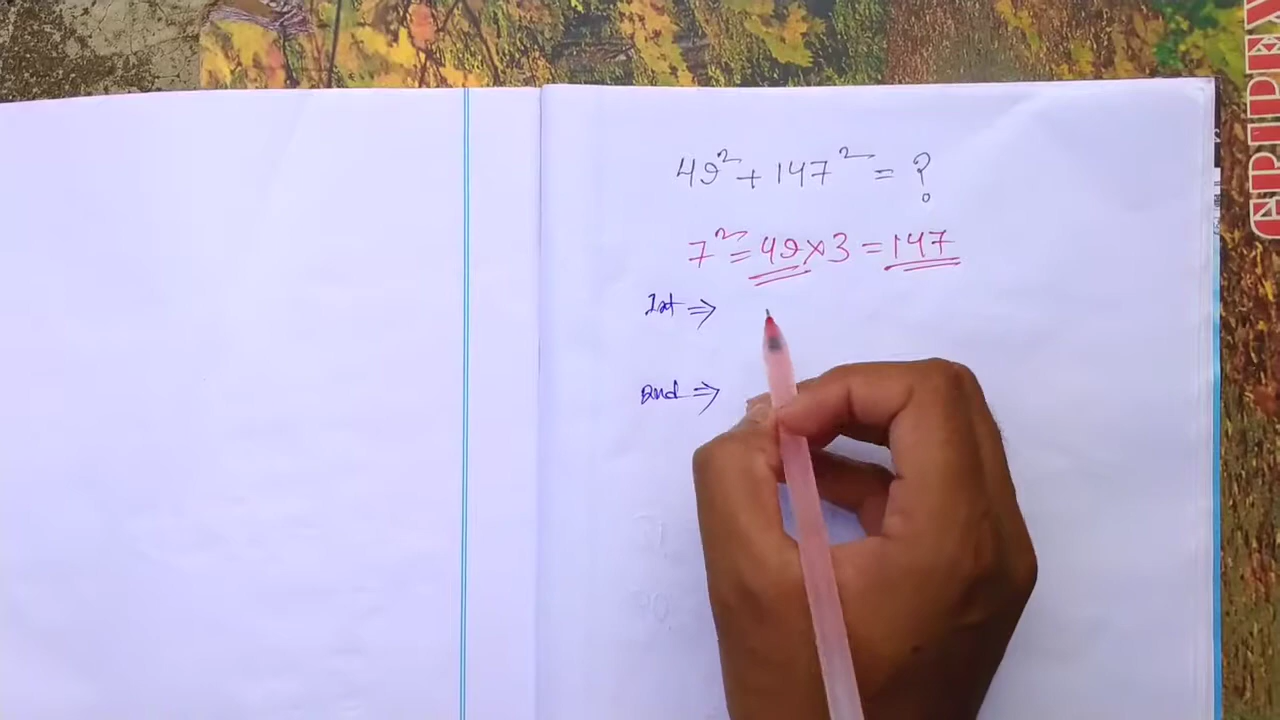 49² + 147² = ?
7² = 49 × 3 = 147
1st ⇒
2nd ⇒